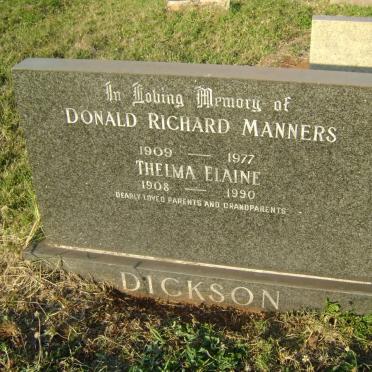 In Loving Memory of
DONALD RICHARD MANNERS
1909 — 1977
THELMA ELAINE
1908 — 1990
DEARLY LOVED PARENTS AND GRANDPARENTS
DICKSON